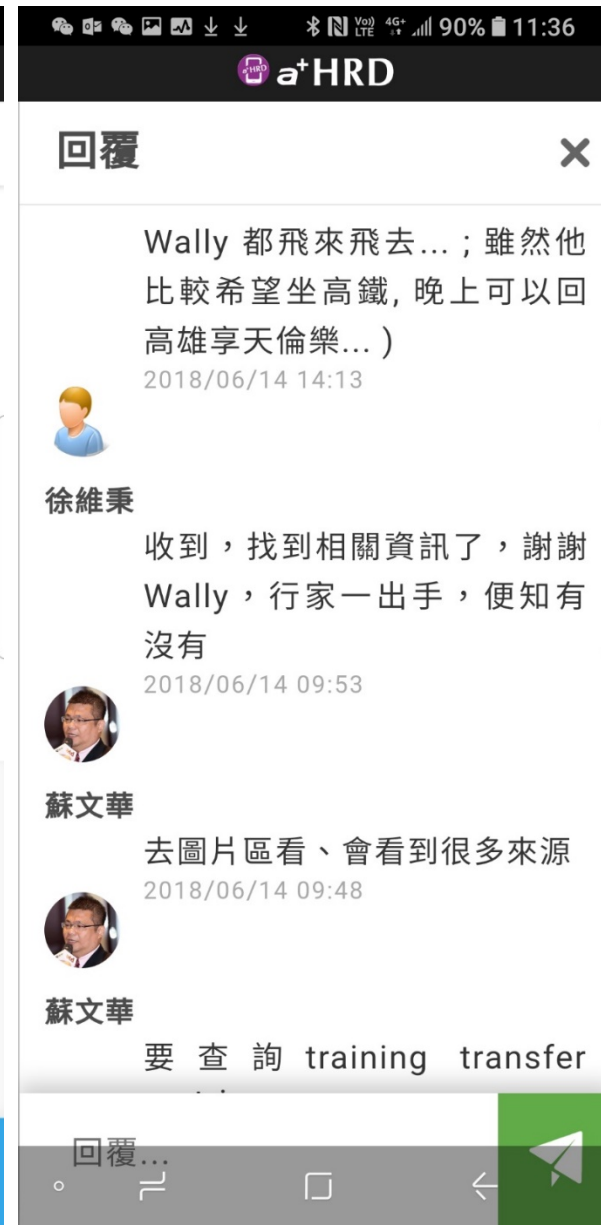 VoD LTE 4G+ 90% 11:36
a+HRD
回覆
Wally 都飛來飛去... ; 雖然他
比較希望坐高鐵, 晚上可以回
高雄享天倫樂... )
2018/06/14 14:13
徐維秉
收到，找到相關資訊了，謝謝
Wally，行家一出手，便知有
沒有
2018/06/14 09:53
蘇文華
去圖片區看、會看到很多來源
2018/06/14 09:48
蘇文華
要查詢 training transfer
回覆...